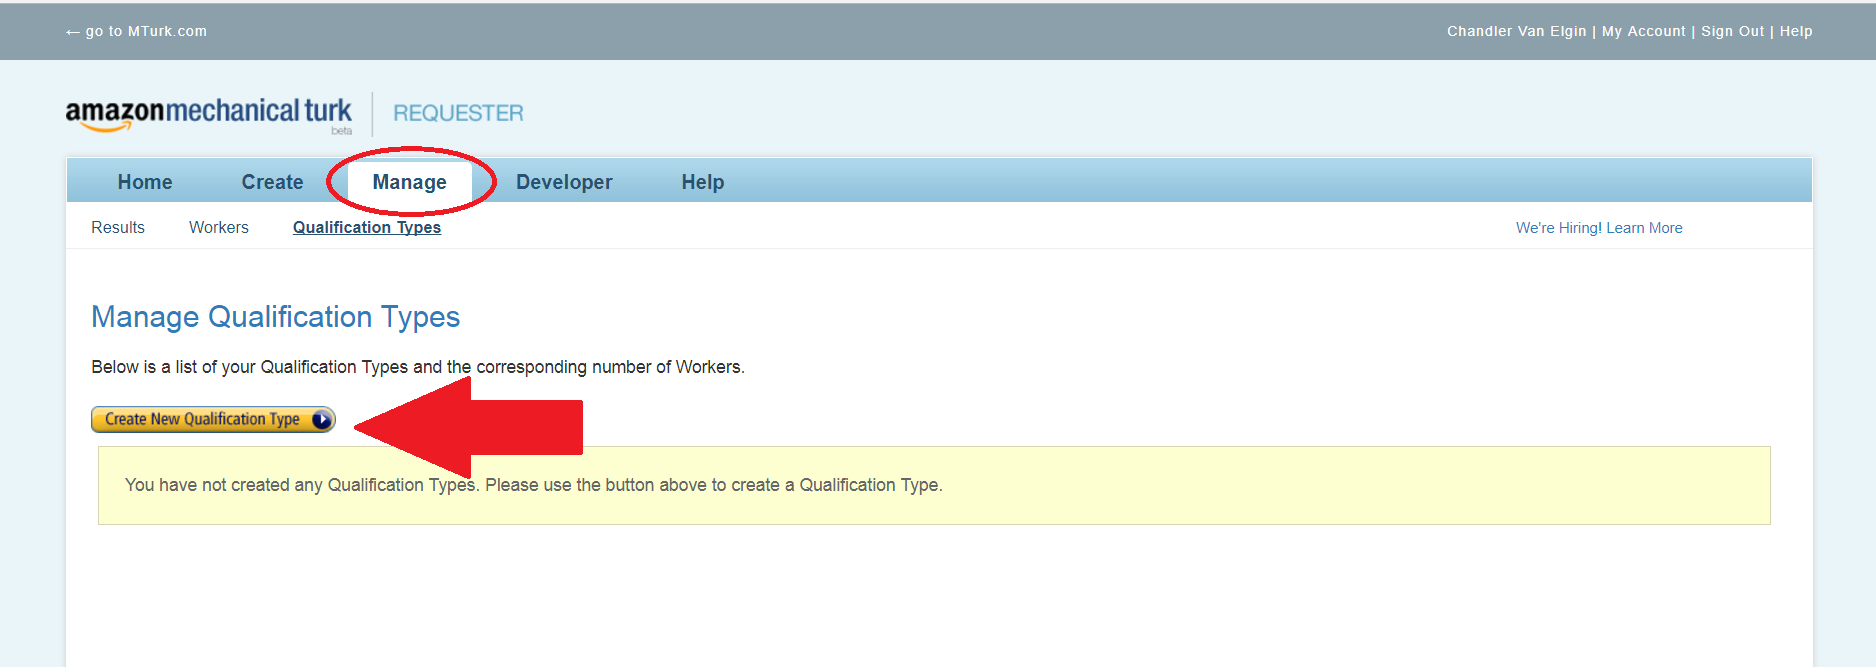 ← go to MTurk.com
Chandler Van Elgin | My Account | Sign Out | Help
amazonmechanical turk
beta
REQUESTER
Home Create Manage Developer Help
Results Workers Qualification Types
We're Hiring! Learn More
Manage Qualification Types
Below is a list of your Qualification Types and the corresponding number of Workers.
Create New Qualification Type
You have not created any Qualification Types. Please use the button above to create a Qualification Type.